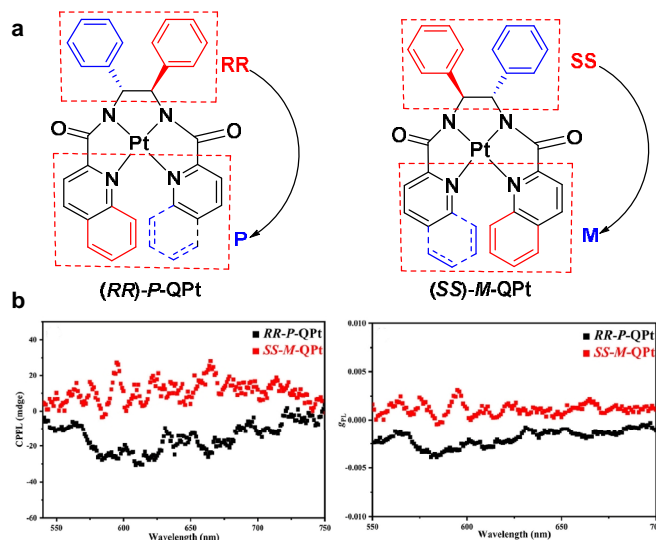 a
RR
SS
N
N
O
O
Pt
N
N
P
(RR)-P-QPt
N
N
O
O
Pt
N
N
M
(SS)-M-QPt
b
CPFL (mdge)
40
20
0
-20
-40
-60
550
600
650
700
750
Wavelength (nm)
RR-P-QPt
SS-M-QPt
gPL
0.010
0.005
0.000
-0.005
-0.010
550
600
650
700
Wavelength (nm)
RR-P-QPt
SS-M-QPt